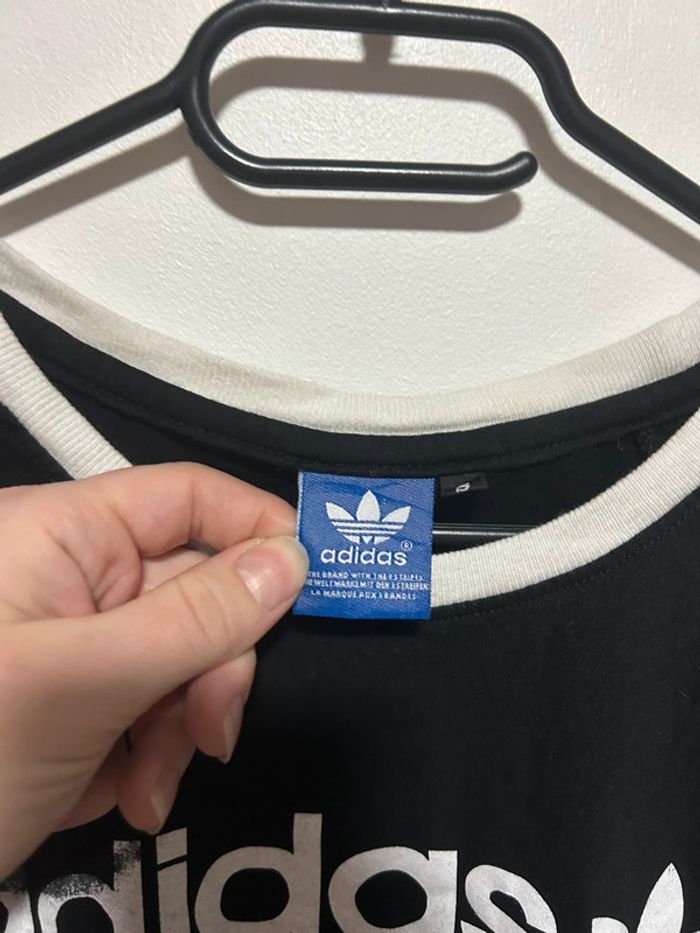 adidas®
THE BRAND WITH THE 3 STRIPES
DIE WELTMARKE MIT DEN 3 STREIFEN
LA MARQUE AUX 3 BANDES
adidas